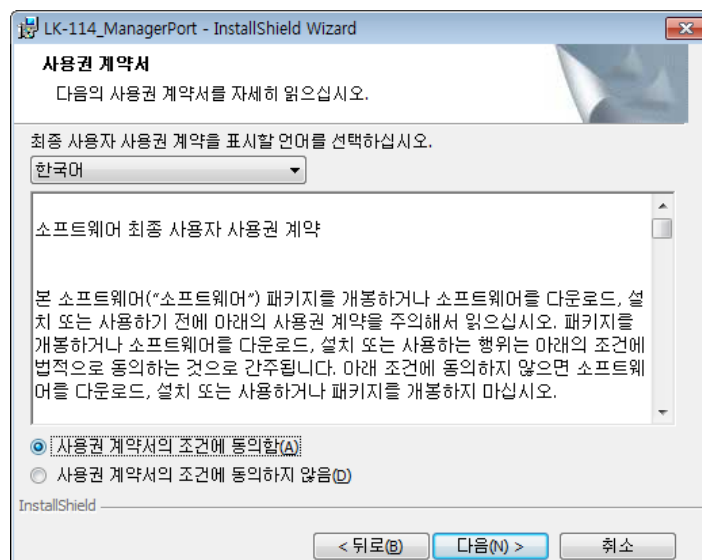 LK-114_ManagerPort - InstallShield Wizard
사용권 계약서
다음의 사용권 계약서를 자세히 읽으십시오.
최종 사용자 사용권 계약을 표시할 언어를 선택하십시오.
한국어
소프트웨어 최종 사용자 사용권 계약
본 소프트웨어("소프트웨어") 패키지를 개봉하거나 소프트웨어를 다운로드, 설
치 또는 사용하기 전에 아래의 사용권 계약을 주의해서 읽으십시오. 패키지를
개봉하거나 소프트웨어를 다운로드, 설치 또는 사용하는 행위는 아래의 조건에
법적으로 동의하는 것으로 간주됩니다. 아래 조건에 동의하지 않으면 소프트웨
어를 다운로드, 설치 또는 사용하거나 패키지를 개봉하지 마십시오.
사용권 계약서의 조건에 동의함(A)
사용권 계약서의 조건에 동의하지 않음(D)
InstallShield
< 뒤로(B) 다음(N) > 취소